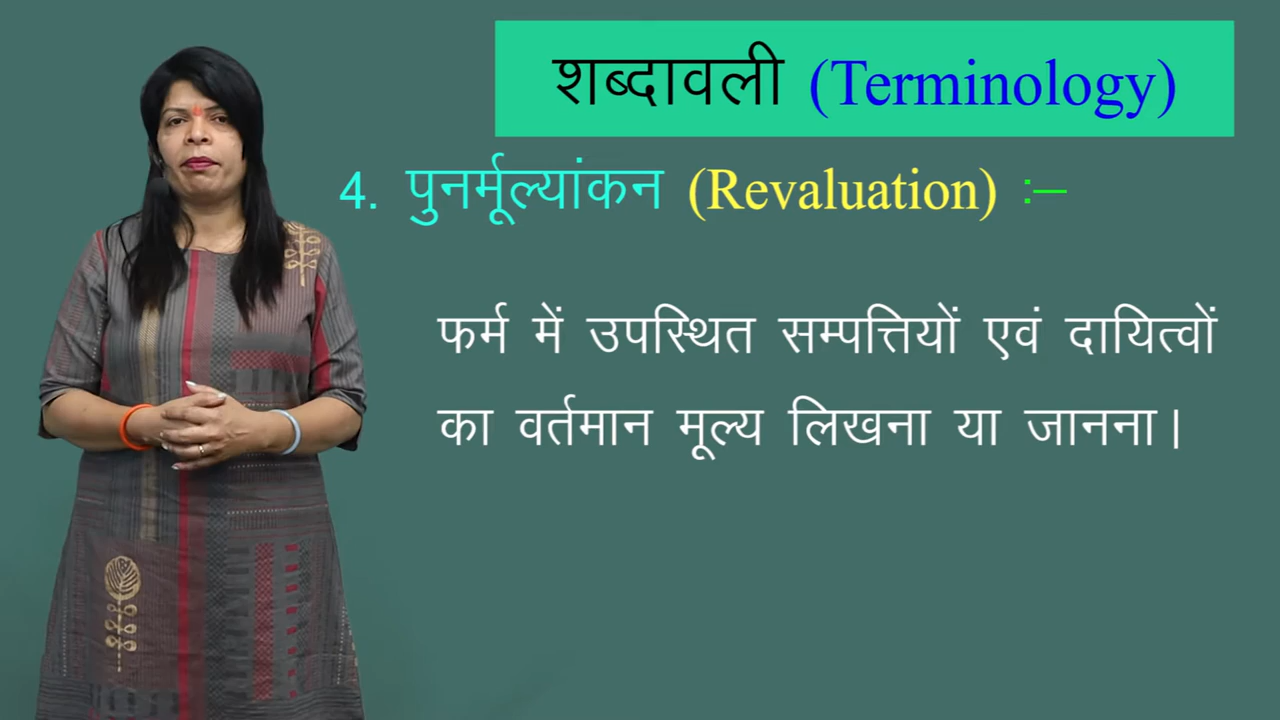 शब्दावली (Terminology)
4. पुनर्मूल्यांकन (Revaluation) :–
फर्म में उपस्थित सम्पत्तियों एवं दायित्वों
का वर्तमान मूल्य लिखना या जानना।